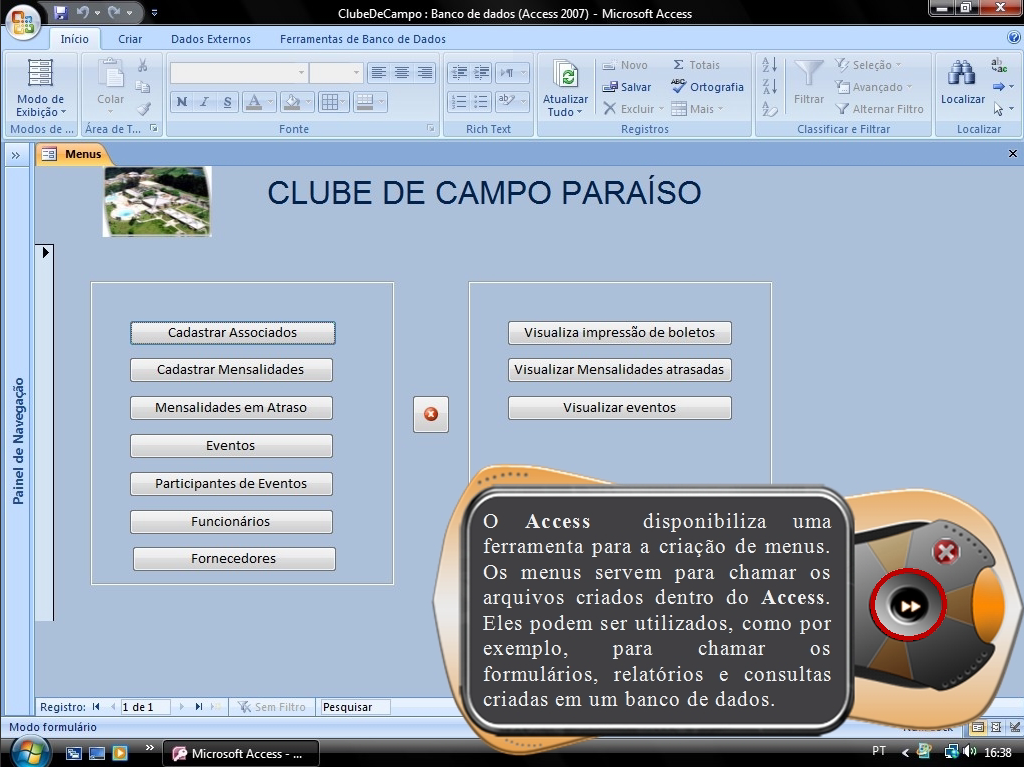 ClubeDeCampo : Banco de dados (Access 2007) - Microsoft Access
Início Criar Dados Externos Ferramentas de Banco de Dados
Modo de Exibição
Colar
N I S A
Atualizar Tudo
Novo
Salvar
Excluir
Σ Totais
Ortografia
Mais
Filtrar
Seleção
Avançado
Alternar Filtro
Localizar
Modos de ... Área de T... Fonte Rich Text Registros Classificar e Filtrar Localizar
» Menus
CLUBE DE CAMPO PARAÍSO
Painel de Navegação
Cadastrar Associados
Cadastrar Mensalidades
Mensalidades em Atraso
Eventos
Participantes de Eventos
Funcionários
Fornecedores
Visualiza impressão de boletos
Visualizar Mensalidades atrasadas
Visualizar eventos
O Access disponibiliza uma
ferramenta para a criação de menus.
Os menus servem para chamar os
arquivos criados dentro do Access.
Eles podem ser utilizados, como por
exemplo, para chamar os
formulários, relatórios e consultas
criadas em um banco de dados.
Registro: 1 de 1 Sem Filtro Pesquisar
Modo formulário
» Microsoft Access - ... PT 16:38